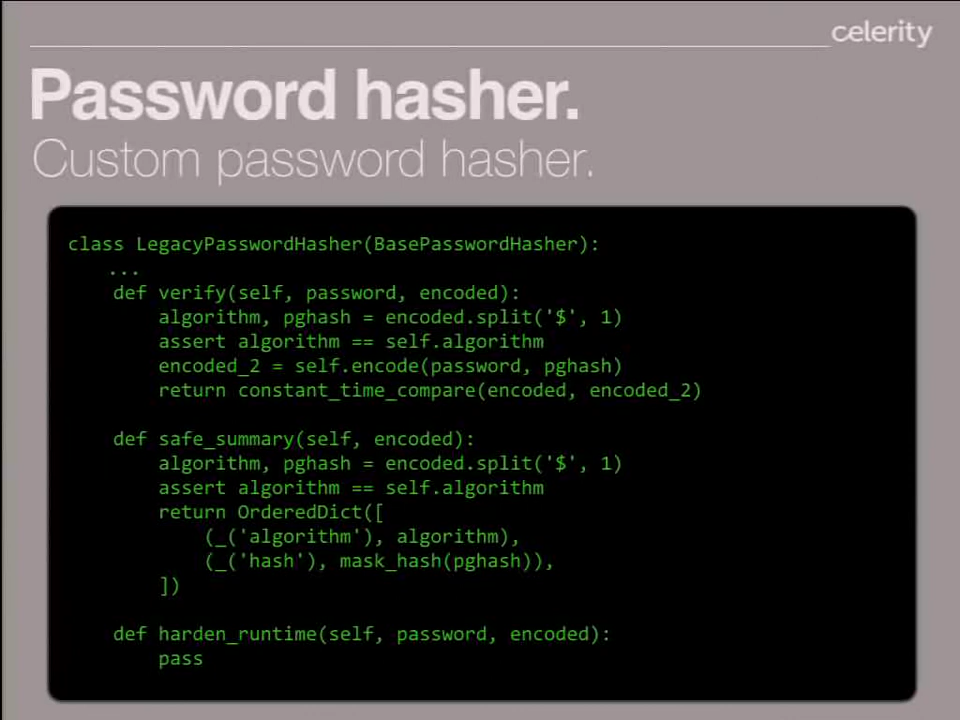 celerity
Password hasher.
Custom password hasher.
class LegacyPasswordHasher(BasePasswordHasher):
...
def verify(self, password, encoded):
algorithm, pghash = encoded.split('$', 1)
assert algorithm == self.algorithm
encoded_2 = self.encode(password, pghash)
return constant_time_compare(encoded, encoded_2)
def safe_summary(self, encoded):
algorithm, pghash = encoded.split('$', 1)
assert algorithm == self.algorithm
return OrderedDict([
(_('algorithm'), algorithm),
(_('hash'), mask_hash(pghash)),
])
def harden_runtime(self, password, encoded):
pass